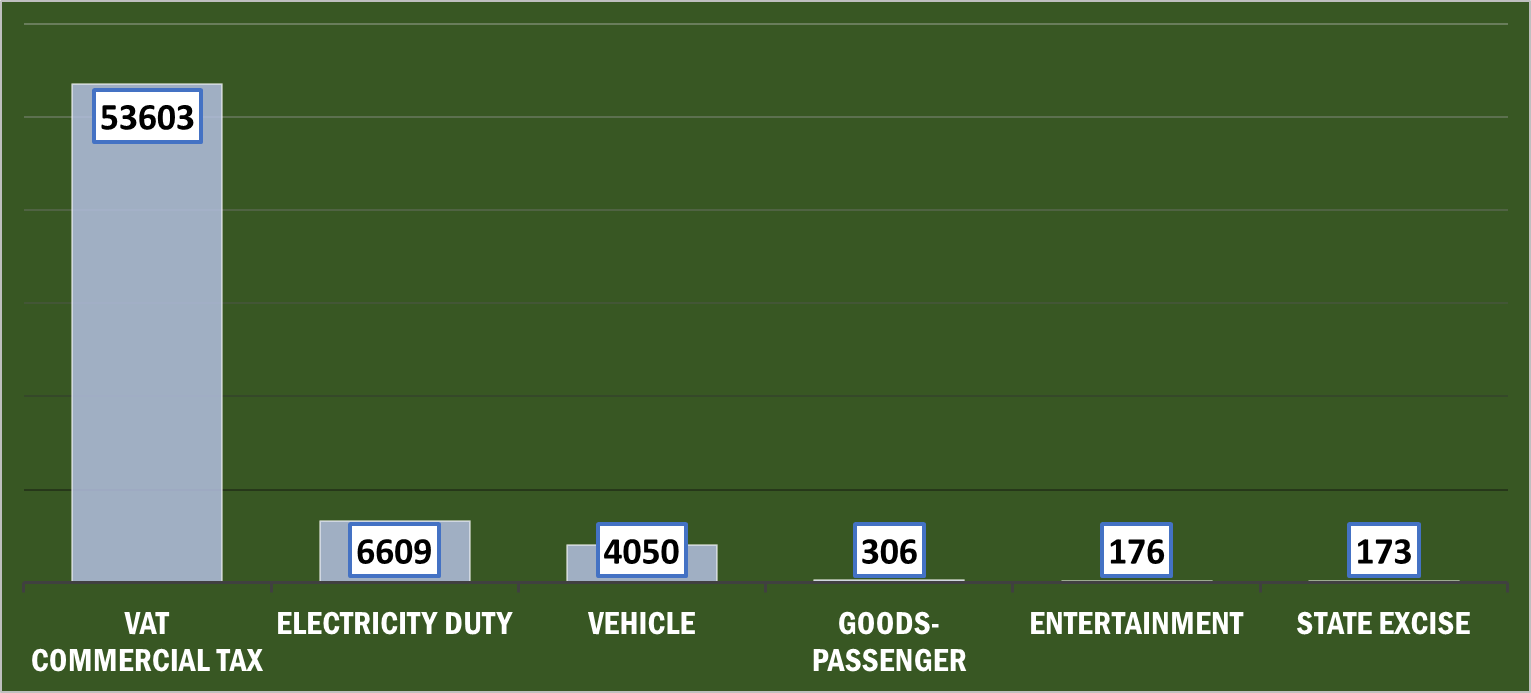 53603
6609
4050
306
176
173
VAT
COMMERCIAL TAX
ELECTRICITY DUTY
VEHICLE
GOODS-
PASSENGER
ENTERTAINMENT
STATE EXCISE